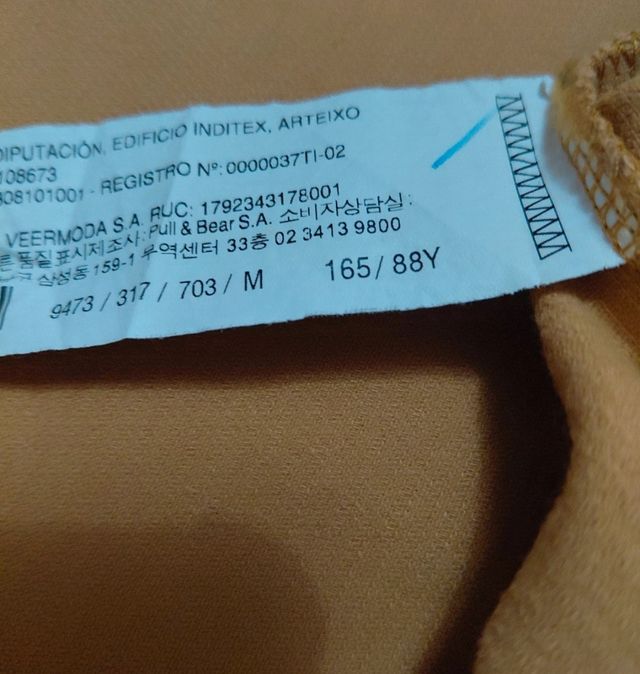 DIPUTACIÓN, EDIFICIO INDITEX, ARTEIXO
108673
808101001 - REGISTRO Nº: 0000037TI-02
VEERMODA S.A. RUC: 1792343178001
른품질표시제조사: Pull & Bear S.A. 소비자상담실:
삼성동 159-1 무역센터 33층 02 3413 9800
9473 / 317 / 703 / M 165/ 88Y